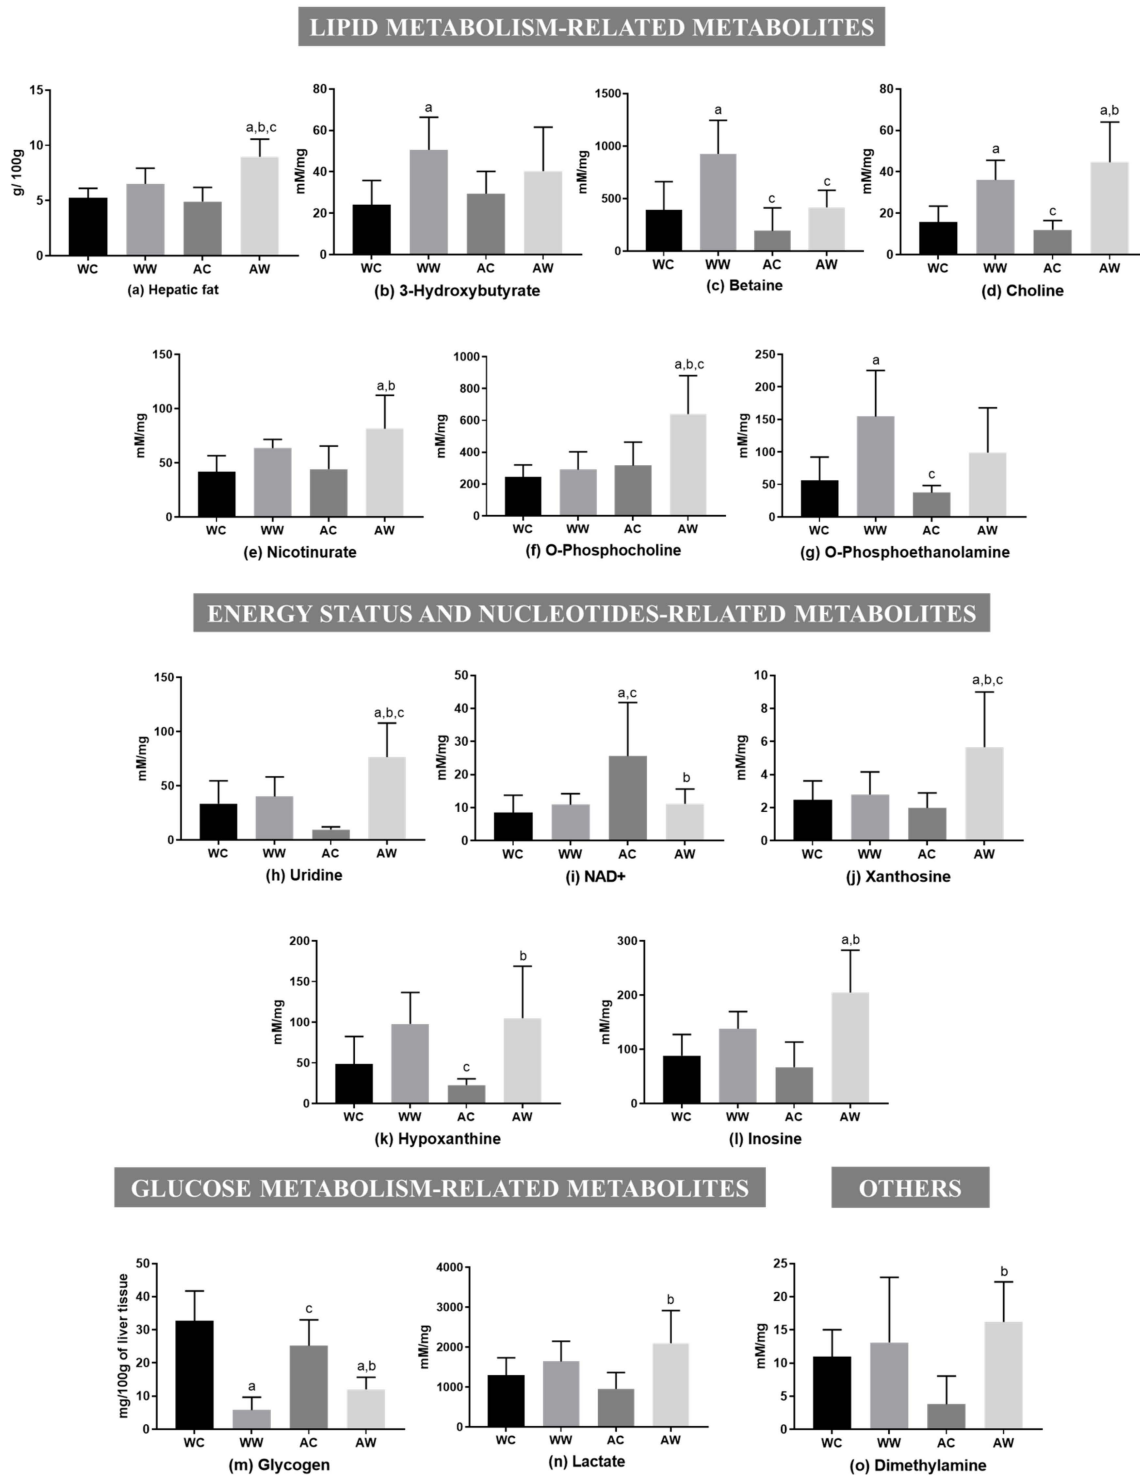 LIPID METABOLISM-RELATED METABOLITES
15
10
5
0
g/ 100g
a,b,c
WC WW AC AW
(a) Hepatic fat
80
60
40
20
0
mM/mg
a
WC WW AC AW
(b) 3-Hydroxybutyrate
1500
1000
500
0
mM/mg
a
c
c
WC WW AC AW
(c) Betaine
80
60
40
20
0
mM/mg
a
c
a,b
WC WW AC AW
(d) Choline
150
100
50
0
mM/mg
a,b
WC WW AC AW
(e) Nicotinurate
1000
800
600
400
200
0
mM/mg
a,b,c
WC WW AC AW
(f) O-Phosphocholine
250
200
150
100
50
0
mM/mg
a
c
WC WW AC AW
(g) O-Phosphoethanolamine
ENERGY STATUS AND NUCLEOTIDES-RELATED METABOLITES
150
100
50
0
mM/mg
a,b,c
WC WW AC AW
(h) Uridine
50
40
30
20
10
0
mM/mg
a,c
b
WC WW AC AW
(i) NAD+
10
8
6
4
2
0
mM/mg
a,b,c
WC WW AC AW
(j) Xanthosine
200
150
100
50
0
mM/mg
c
b
WC WW AC AW
(k) Hypoxanthine
300
200
100
0
mM/mg
a,b
WC WW AC AW
(l) Inosine
GLUCOSE METABOLISM-RELATED METABOLITES
OTHERS
50
40
30
20
10
0
mg/100g of liver tissue
a
c
a,b
WC WW AC AW
(m) Glycogen
4000
3000
2000
1000
0
mM/mg
b
WC WW AC AW
(n) Lactate
25
20
15
10
5
0
mM/mg
b
WC WW AC AW
(o) Dimethylamine